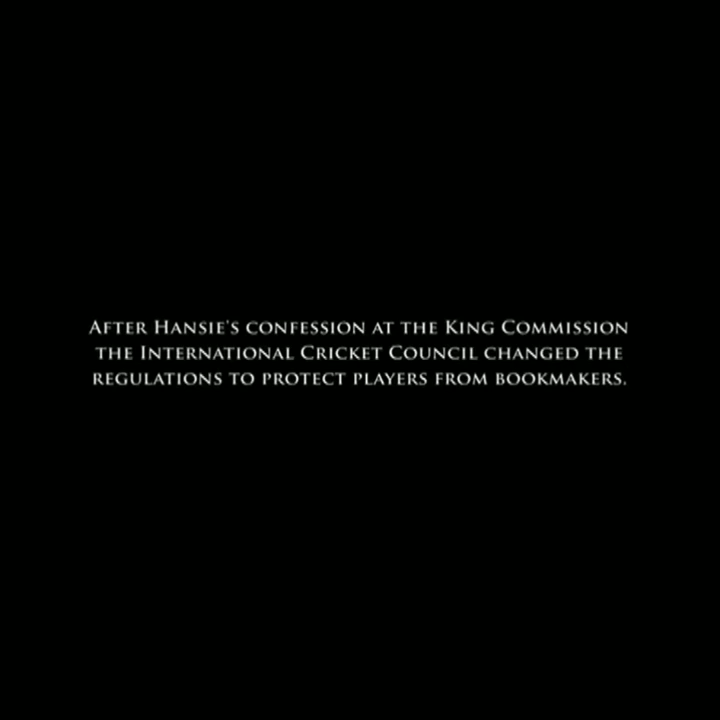 After Hansie's confession at the King Commission
the International Cricket Council changed the
regulations to protect players from bookmakers.